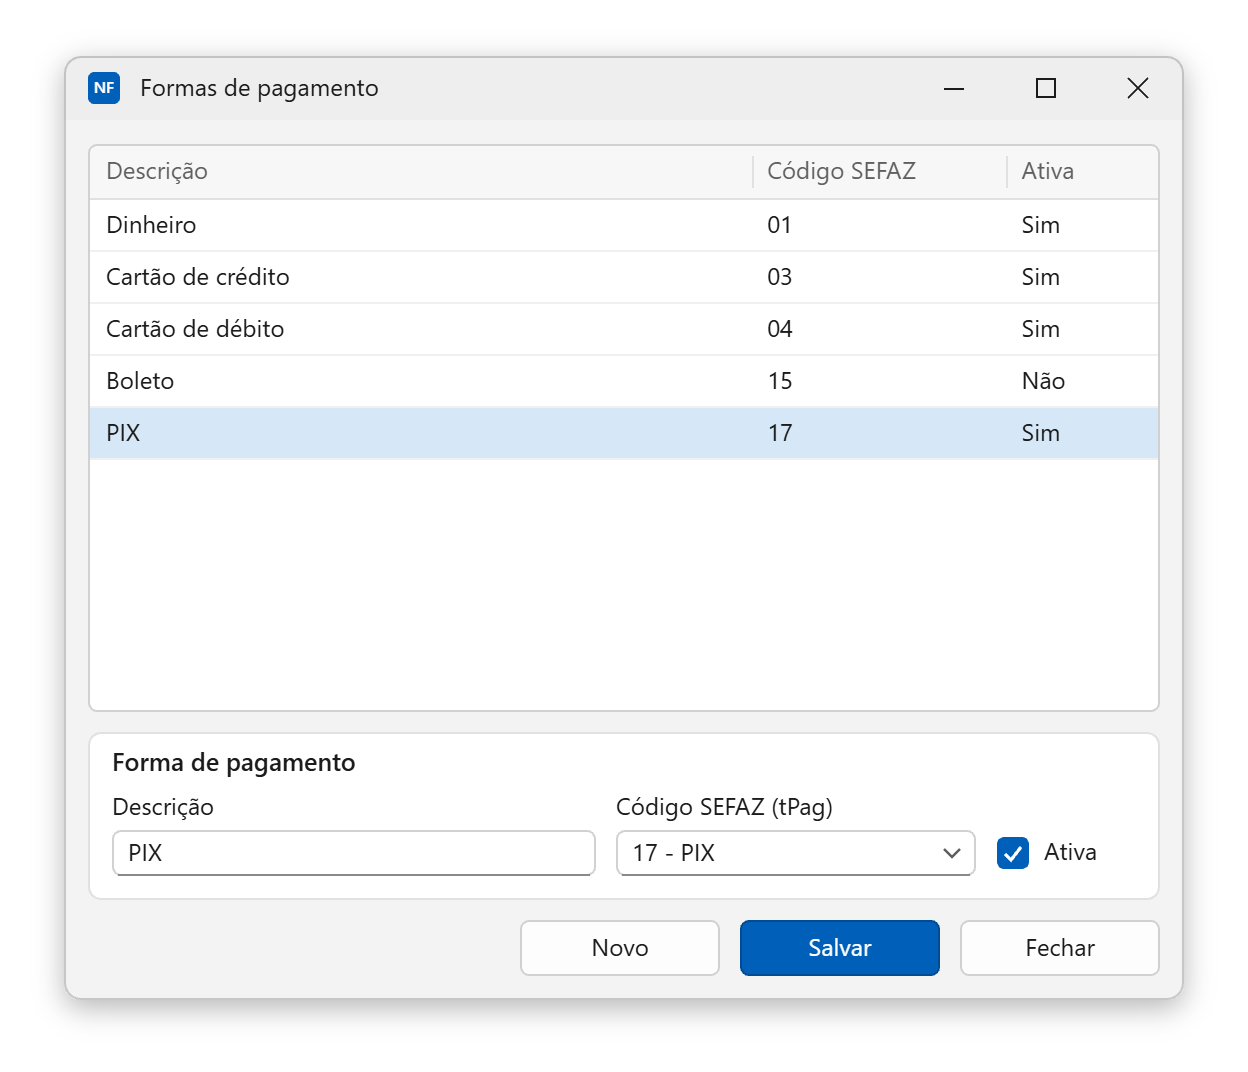 NF Formas de pagamento
Descrição Código SEFAZ Ativa
Dinheiro 01 Sim
Cartão de crédito 03 Sim
Cartão de débito 04 Sim
Boleto 15 Não
PIX 17 Sim
Forma de pagamento
Descrição Código SEFAZ (tPag)
PIX 17 - PIX Ativa
Novo Salvar Fechar